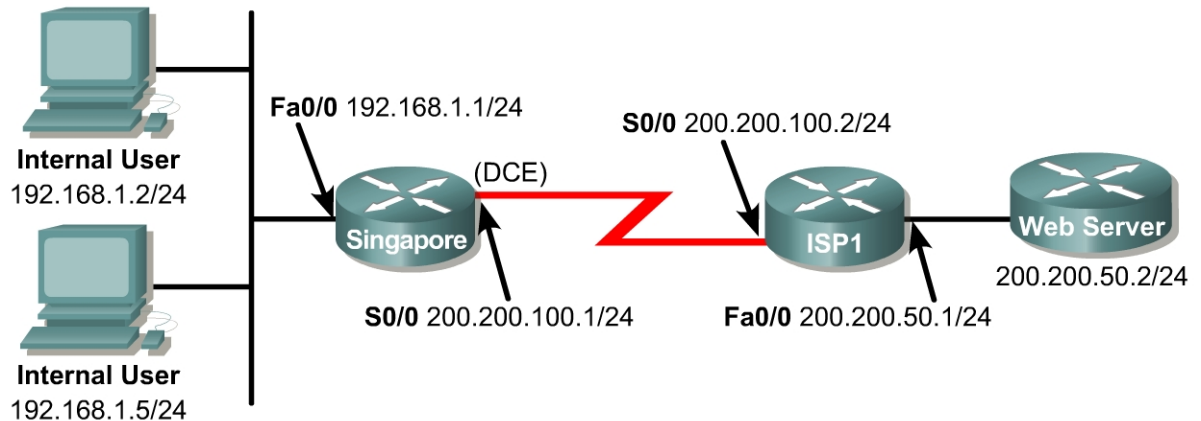 Internal User
192.168.1.2/24
Internal User
192.168.1.5/24
Fa0/0 192.168.1.1/24
Singapore
(DCE)
S0/0 200.200.100.1/24
S0/0 200.200.100.2/24
ISP1
Fa0/0 200.200.50.1/24
Web Server
200.200.50.2/24